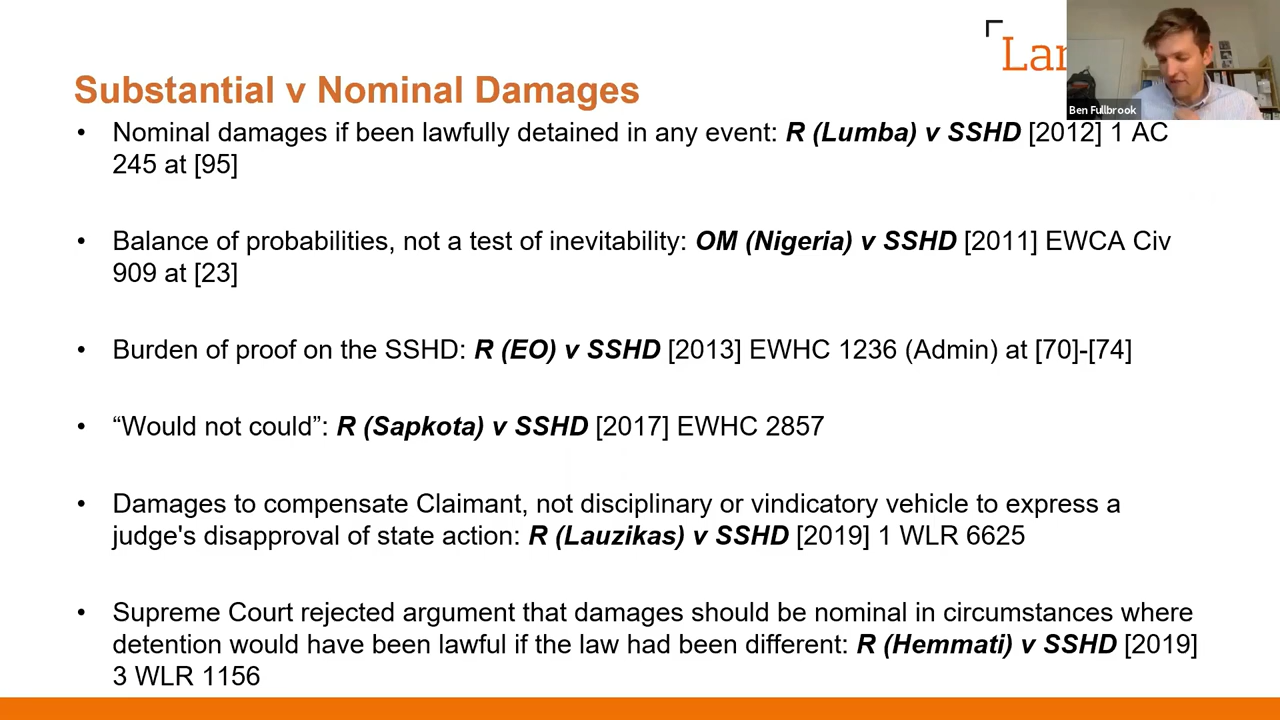 Lan
Ben Fullbrook
Substantial v Nominal Damages
• Nominal damages if been lawfully detained in any event: R (Lumba) v SSHD [2012] 1 AC
245 at [95]
• Balance of probabilities, not a test of inevitability: OM (Nigeria) v SSHD [2011] EWCA Civ
909 at [23]
• Burden of proof on the SSHD: R (EO) v SSHD [2013] EWHC 1236 (Admin) at [70]-[74]
• “Would not could”: R (Sapkota) v SSHD [2017] EWHC 2857
• Damages to compensate Claimant, not disciplinary or vindicatory vehicle to express a
judge's disapproval of state action: R (Lauzikas) v SSHD [2019] 1 WLR 6625
• Supreme Court rejected argument that damages should be nominal in circumstances where
detention would have been lawful if the law had been different: R (Hemmati) v SSHD [2019]
3 WLR 1156